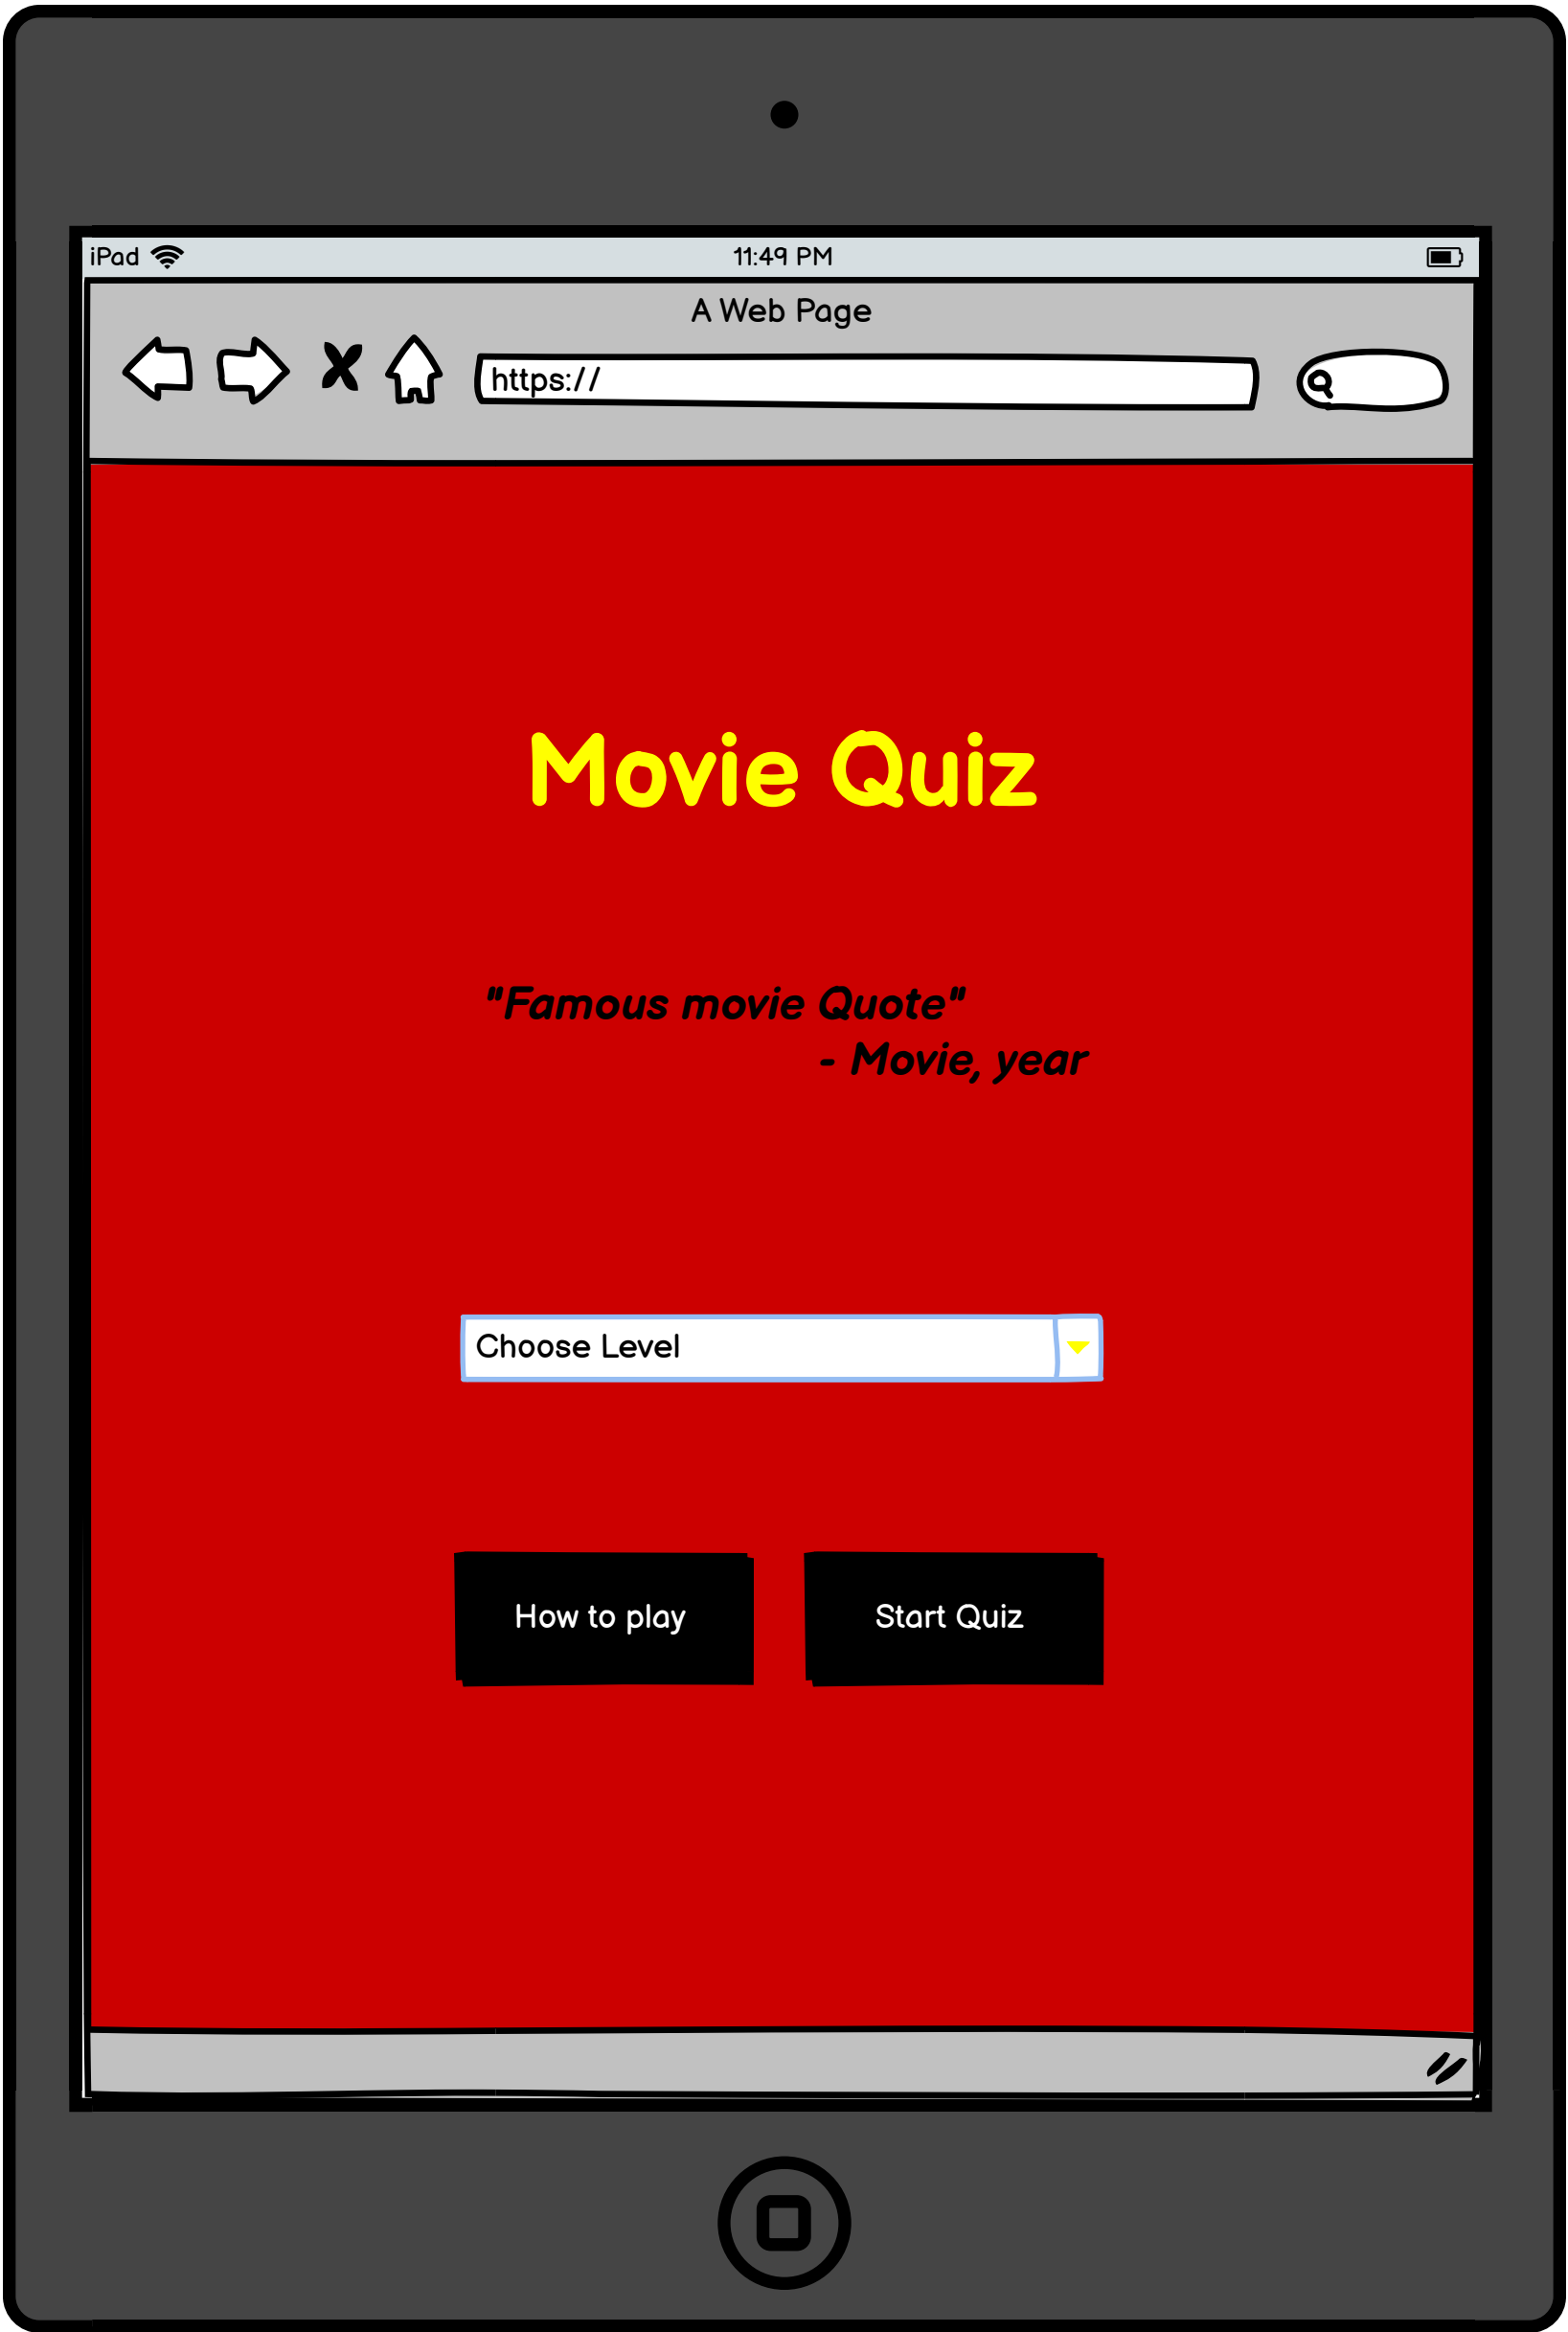 iPad 11:49 PM
A Web Page
https://
Movie Quiz
"Famous movie Quote"
- Movie, year
Choose Level
How to play Start Quiz